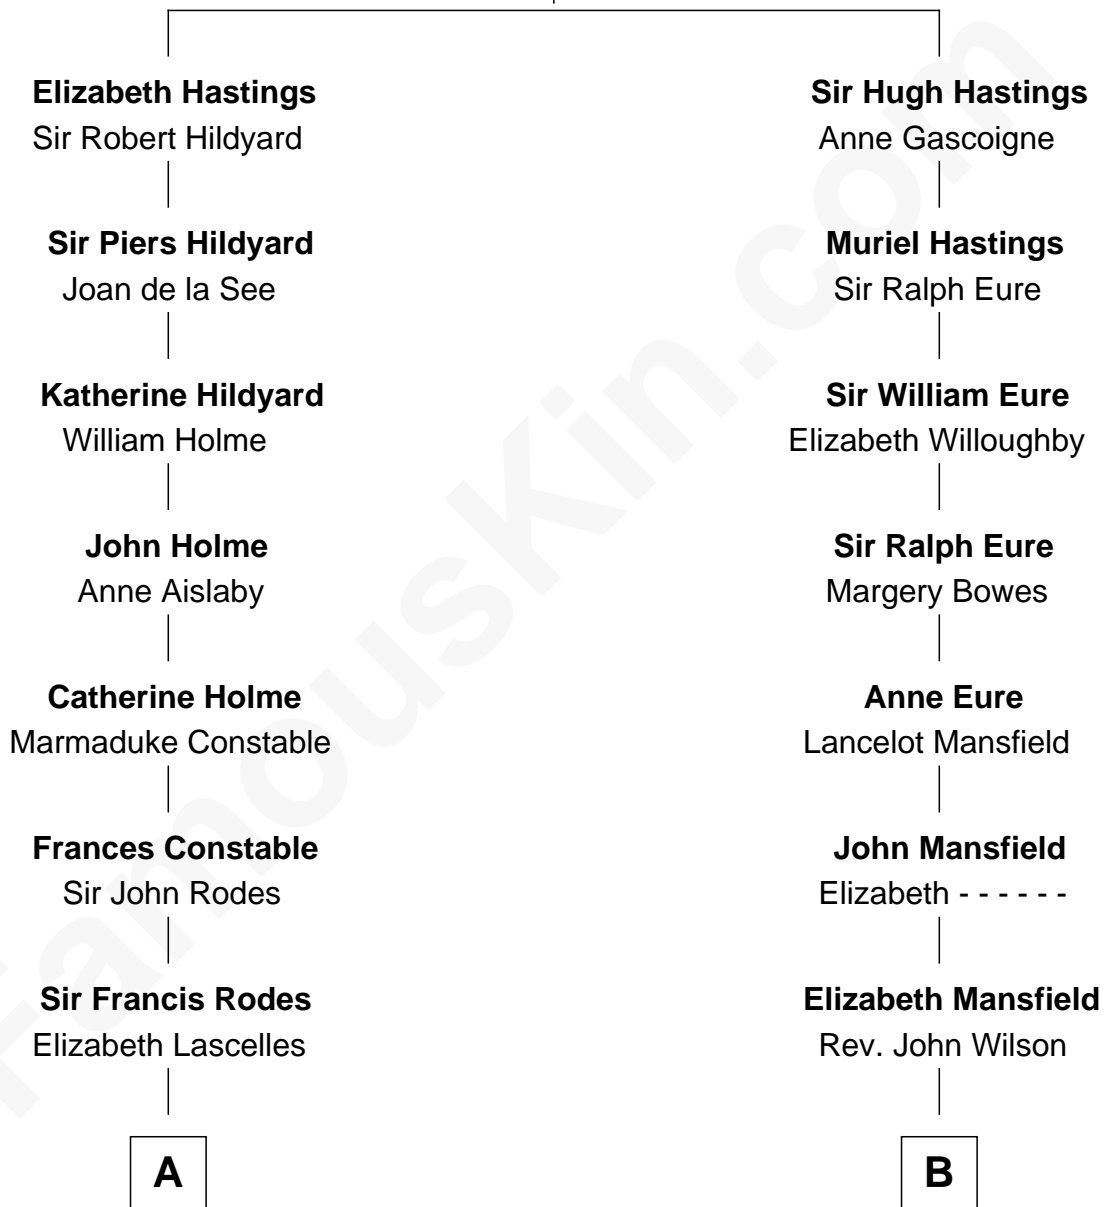 Elizabeth Hastings
Sir Robert Hildyard
Sir Piers Hildyard
Joan de la See
Katherine Hildyard
William Holme
John Holme
Anne Aislaby
Catherine Holme
Marmaduke Constable
Frances Constable
Sir John Rodes
Sir Francis Rodes
Elizabeth Lascelles
A
Sir Hugh Hastings
Anne Gascoigne
Muriel Hastings
Sir Ralph Eure
Sir William Eure
Elizabeth Willoughby
Sir Ralph Eure
Margery Bowes
Anne Eure
Lancelot Mansfield
John Mansfield
Elizabeth - - - - - -
Elizabeth Mansfield
Rev. John Wilson
B
FamousKin.com